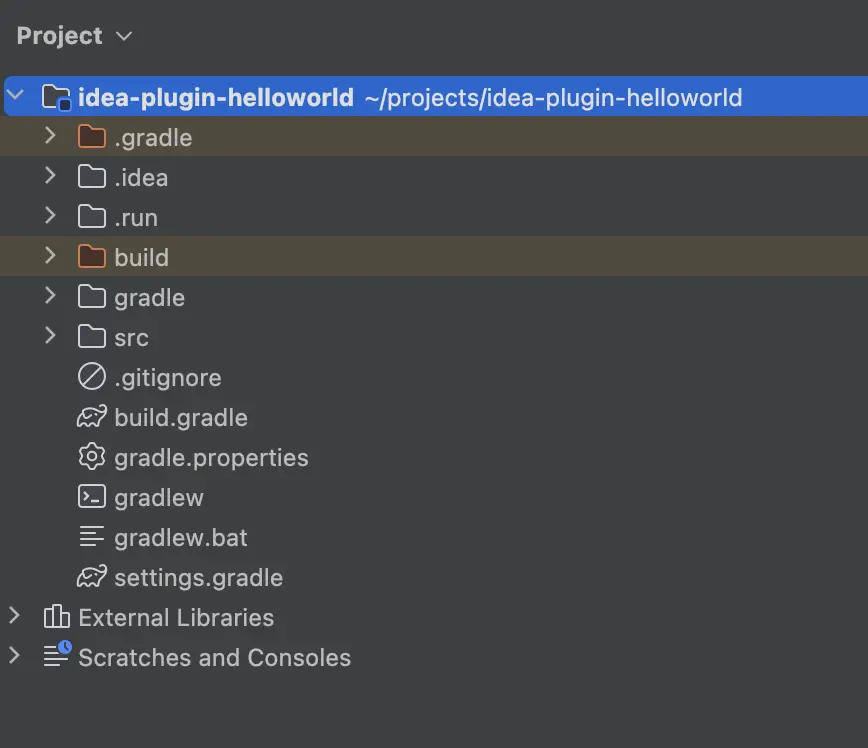 Project
idea-plugin-helloworld ~/projects/idea-plugin-helloworld
.gradle
.idea
.run
build
gradle
src
.gitignore
build.gradle
gradle.properties
gradlew
gradlew.bat
settings.gradle
External Libraries
Scratches and Consoles